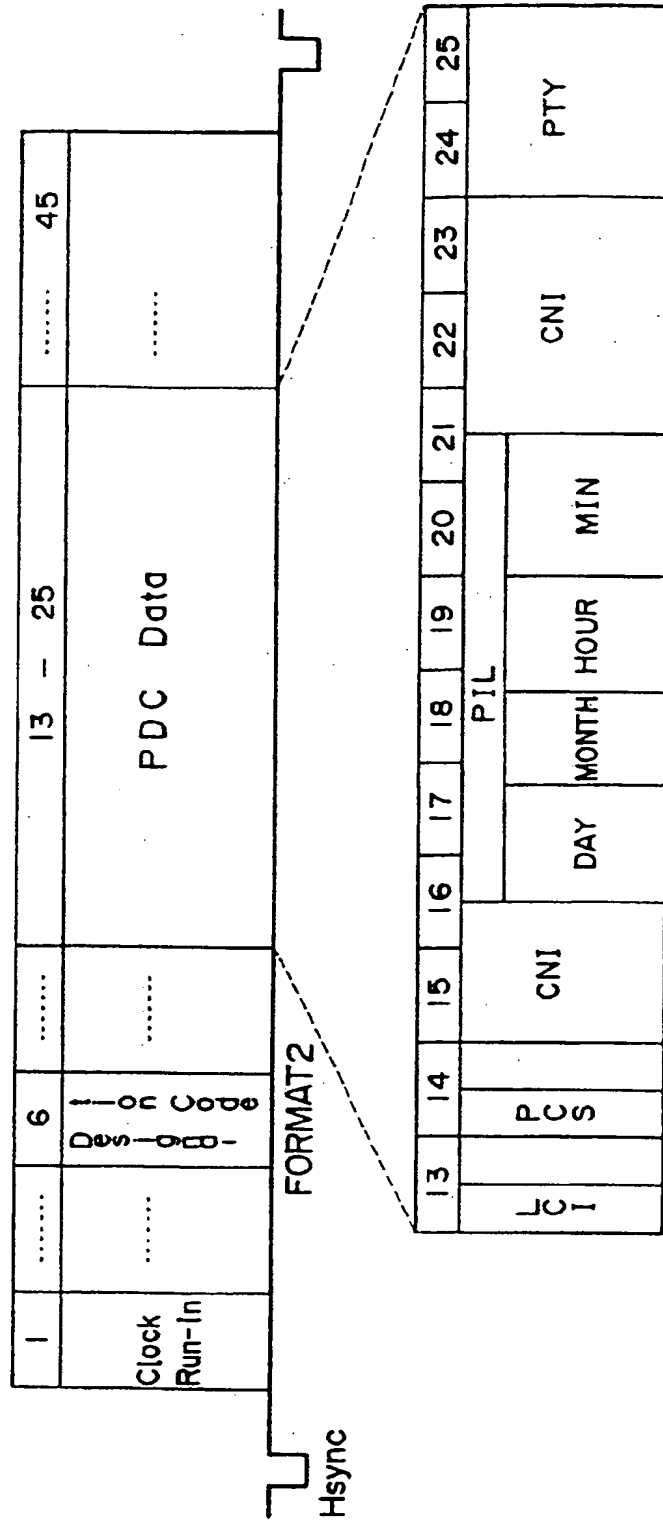 1 ........ 6 ........ 13 – 25 ........ 45
Clock Run-In
........
Designation Code
........
PDC Data
........
Hsync
FORMAT2
13 14 15 16 17 18 19 20 21 22 23 24 25
LCI
PCS
CNI
PIL
DAY MONTH HOUR MIN
CNI
PTY